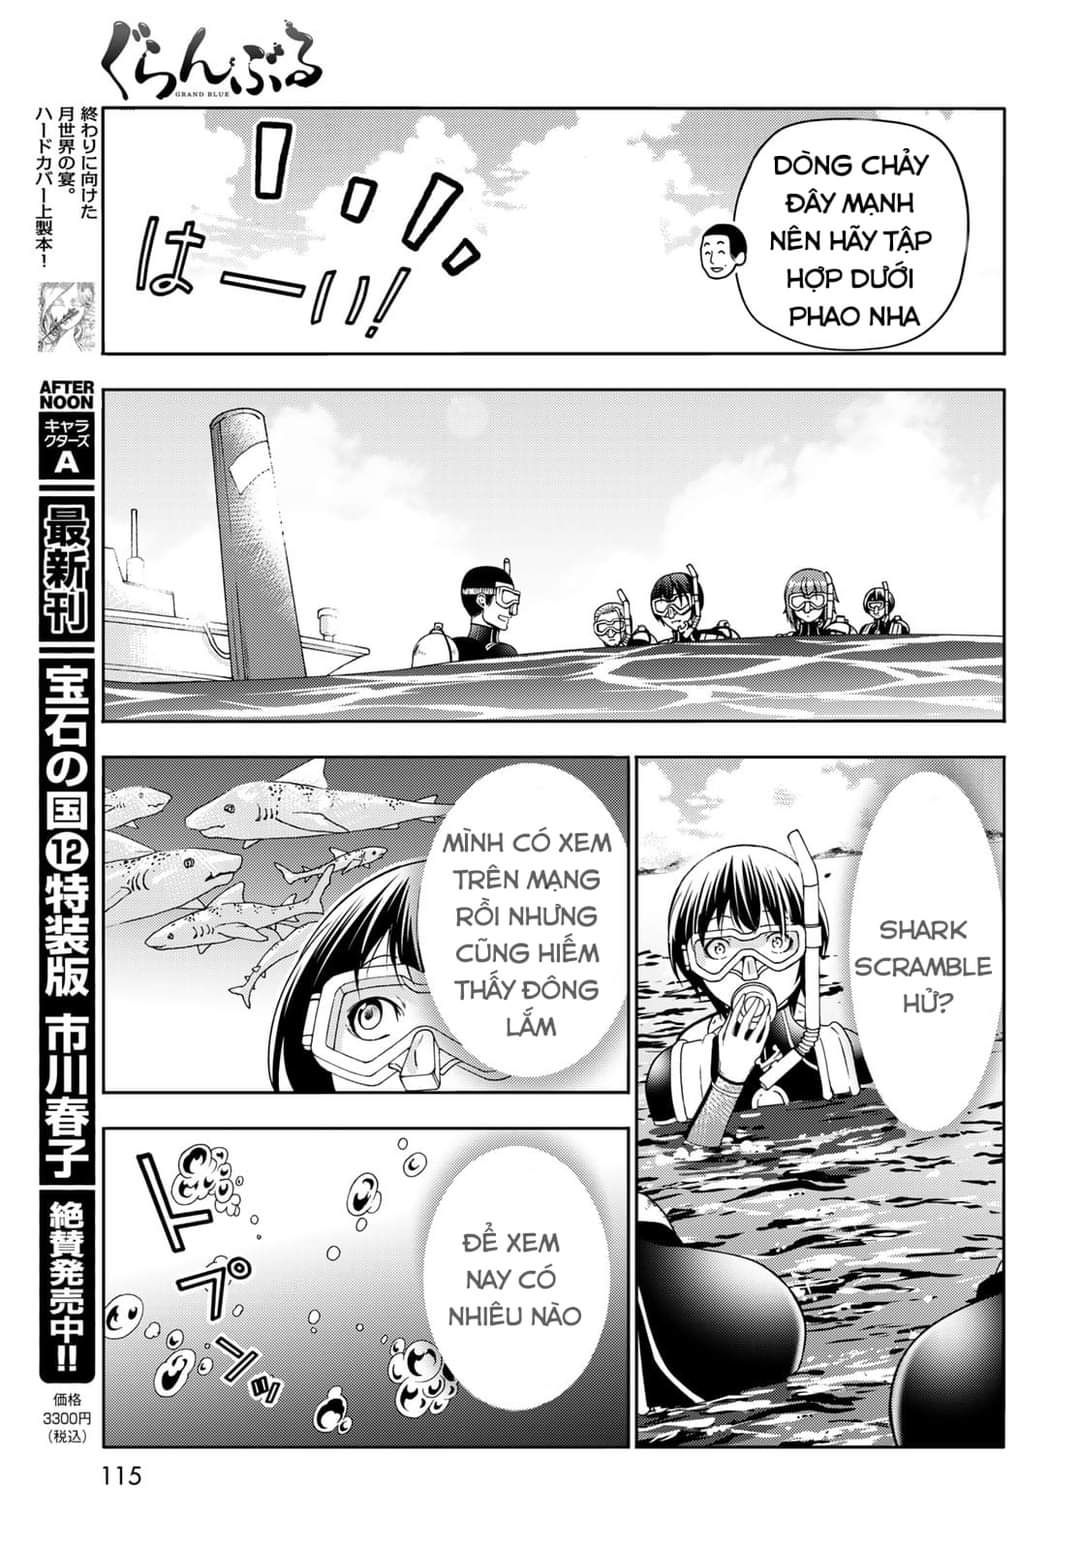 ぐらんぶる
GRAND BLUE
終わりに向けた
月世界の宴。
ハードカバー上製本！
AFTER
NOON
キャラ
クターズ
A
最新刊
宝石の国⑫特装版
市川春子
絶賛発売中!!
価格
3300円
（税込）
DÒNG CHẢY
ĐÂY MẠNH
NÊN HÃY TẬP
HỢP DƯỚI
PHAO NHA
はーい!
SHARK
SCRAMBLE
HỬ?
MÌNH CÓ XEM
TRÊN MẠNG
RỒI NHƯNG
CŨNG HIẾM
THẤY ĐÔNG
LẮM
ĐỂ XEM
NAY CÓ
NHIÊU NÀO
トプン
115